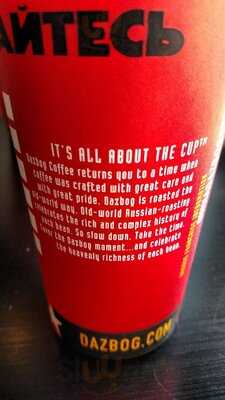 АЙТЕСЬ
IT'S ALL ABOUT THE CUP™
Dazbog Coffee returns you to a time when
coffee was crafted with great care and
with great pride. Dazbog is roasted the
old-world way. Old-world Russian-roasting
celebrates the rich and complex history of
each bean. So slow down. Take the time.
the Dazbog moment...and celebrate
the heavenly richness of each bean.
DAZBOG.COM